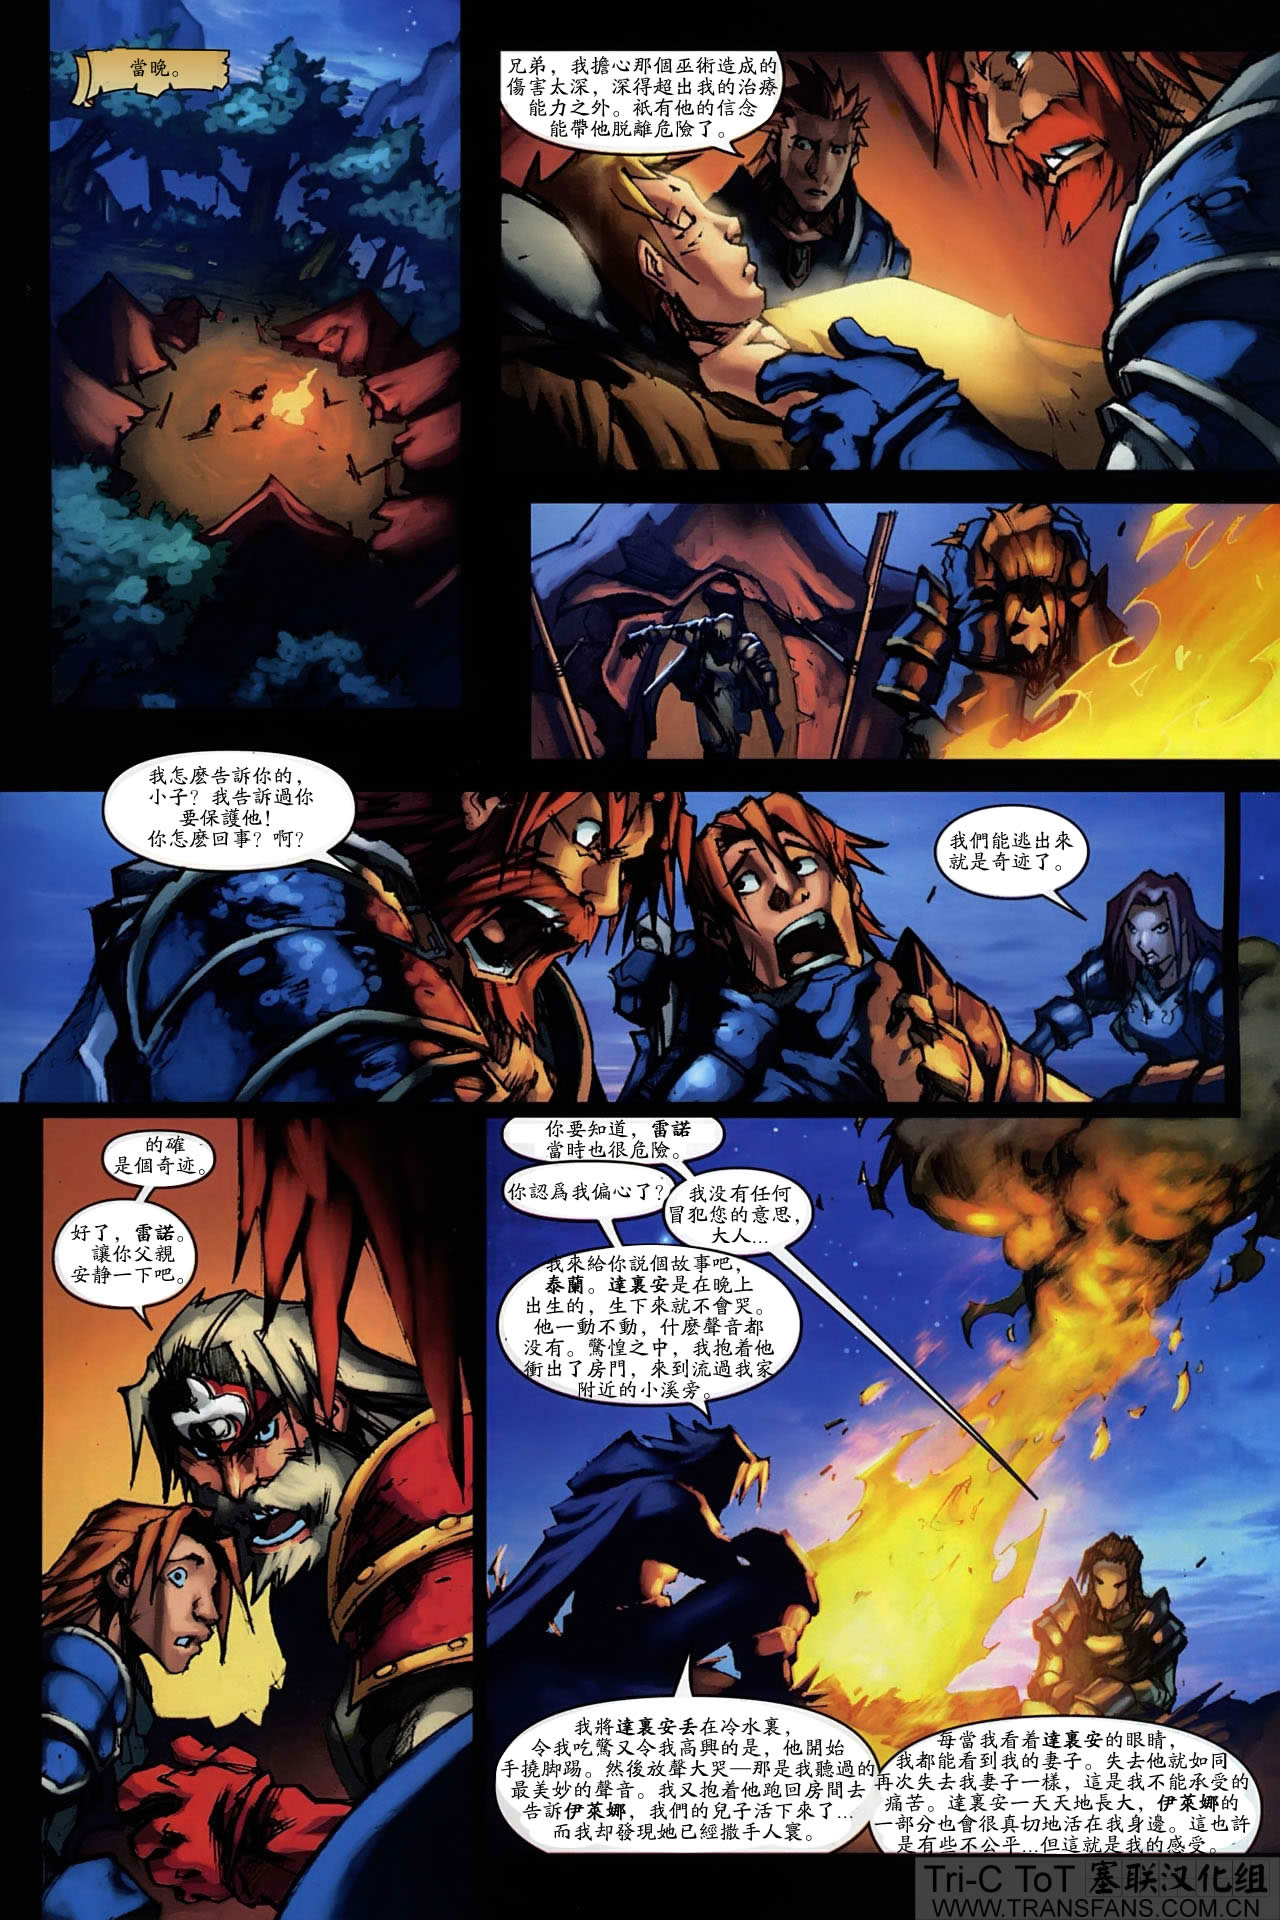 當晚。
兄弟，我擔心那個巫術造成的
傷害太深，深得超出我的治療
能力之外。衹有他的信念
能帶他脱離危險了。
我怎麽告訴你的，
小子？我告訴過你
要保護他！
你怎麽回事？啊？
我們能逃出來
就是奇迹了。
的確
是個奇迹。
好了，雷諾。
讓你父親
安静一下吧。
你要知道，雷諾
當時也很危險。
你認爲我偏心了？
我没有任何
冒犯您的意思，
大人...
我來給你説個故事吧，
泰蘭。達裏安是在晚上
出生的，生下來就不會哭。
他一動不動，什麽聲音都
没有。驚惶之中，我抱着他
衝出了房門，來到流過我家
附近的小溪旁。
我將達裏安丢在冷水裏，
令我吃驚又令我高興的是，他開始
手撓脚踢。然後放聲大哭—那是我聽過的
最美妙的聲音。我又抱着他跑回房間去
告訴伊萊娜，我們的兒子活下來了...
而我却發現她已經撒手人寰。
每當我看着達裏安的眼睛，
我都能看到我的妻子。失去他就如同
再次失去我妻子一樣，這是我不能承受的
痛苦。達裏安一天天地長大，伊萊娜的
一部分也會很真切地活在我身邊。這也許
是有些不公平...但這就是我的感受。
Tri-C ToT 塞联汉化组
WWW.TRANSFANS.COM.CN